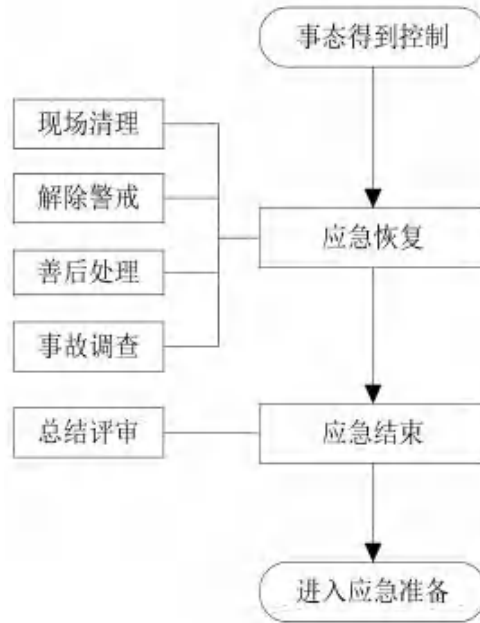 事态得到控制
现场清理
解除警戒
应急恢复
善后处理
事故调查
总结评审
应急结束
进入应急准备